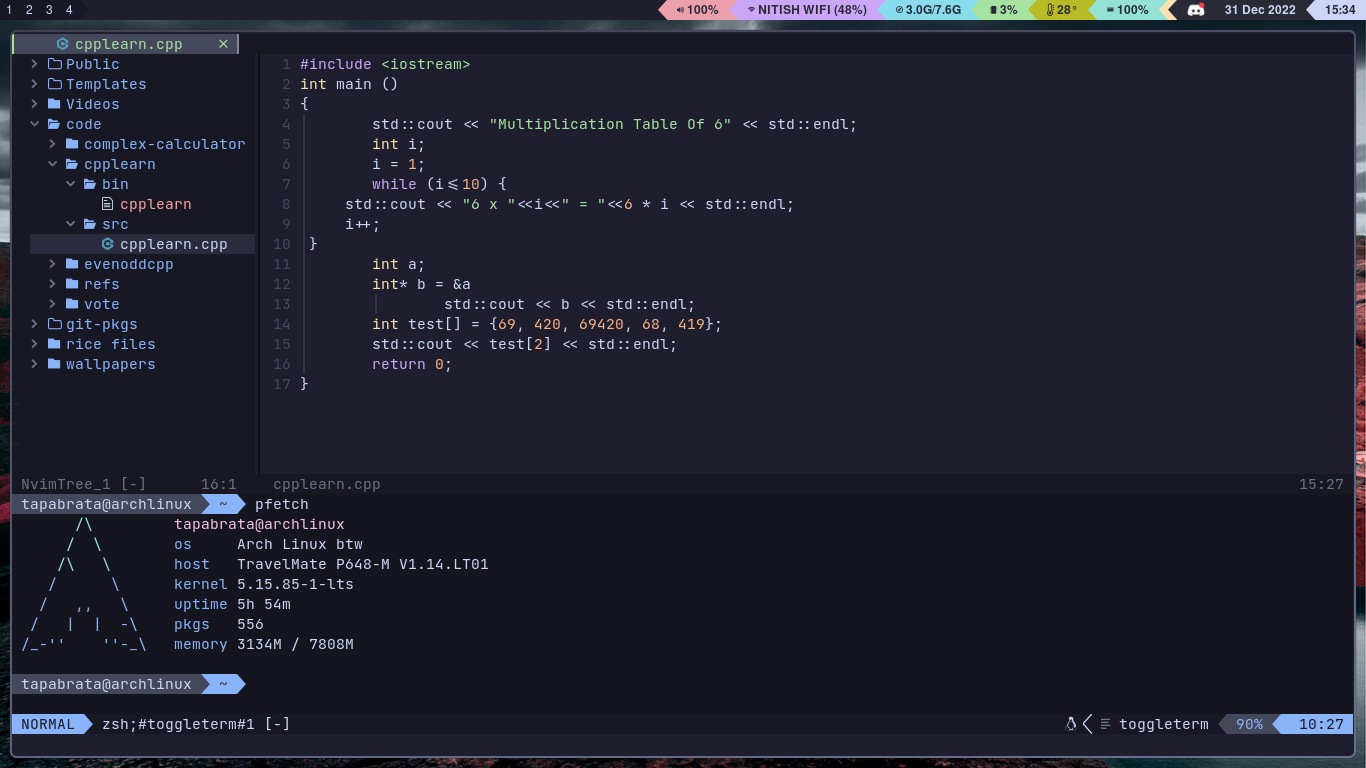 1 2 3 4 100% NITISH WIFI (48%) 3.0G/7.6G 3% 28° 100% 31 Dec 2022 15:34
cpplearn.cpp ×
Public
Templates
Videos
code
complex-calculator
cpplearn
bin
cpplearn
src
cpplearn.cpp
evenoddcpp
refs
vote
git-pkgs
rice files
wallpapers
1 #include <iostream>
2 int main ()
3 {
4 std::cout << "Multiplication Table Of 6" << std::endl;
5 int i;
6 i = 1;
7 while (i<=10) {
8 std::cout << "6 x "<<i<<" = "<<6 * i << std::endl;
9 i++;
10 }
11 int a;
12 int* b = &a
13 std::cout << b << std::endl;
14 int test[] = {69, 420, 69420, 68, 419};
15 std::cout << test[2] << std::endl;
16 return 0;
17 }
NvimTree_1 [-] 16:1 cpplearn.cpp 15:27
tapabrata@archlinux ~ pfetch
/\ tapabrata@archlinux
/ \ os Arch Linux btw
/\ \ host TravelMate P648-M V1.14.LT01
/ \ kernel 5.15.85-1-lts
/ ,, \ uptime 5h 54m
/ | | -\ pkgs 556
/_-'' ''-_\ memory 3134M / 7808M
tapabrata@archlinux ~
NORMAL zsh;#toggleterm#1 [-] toggleterm 90% 10:27